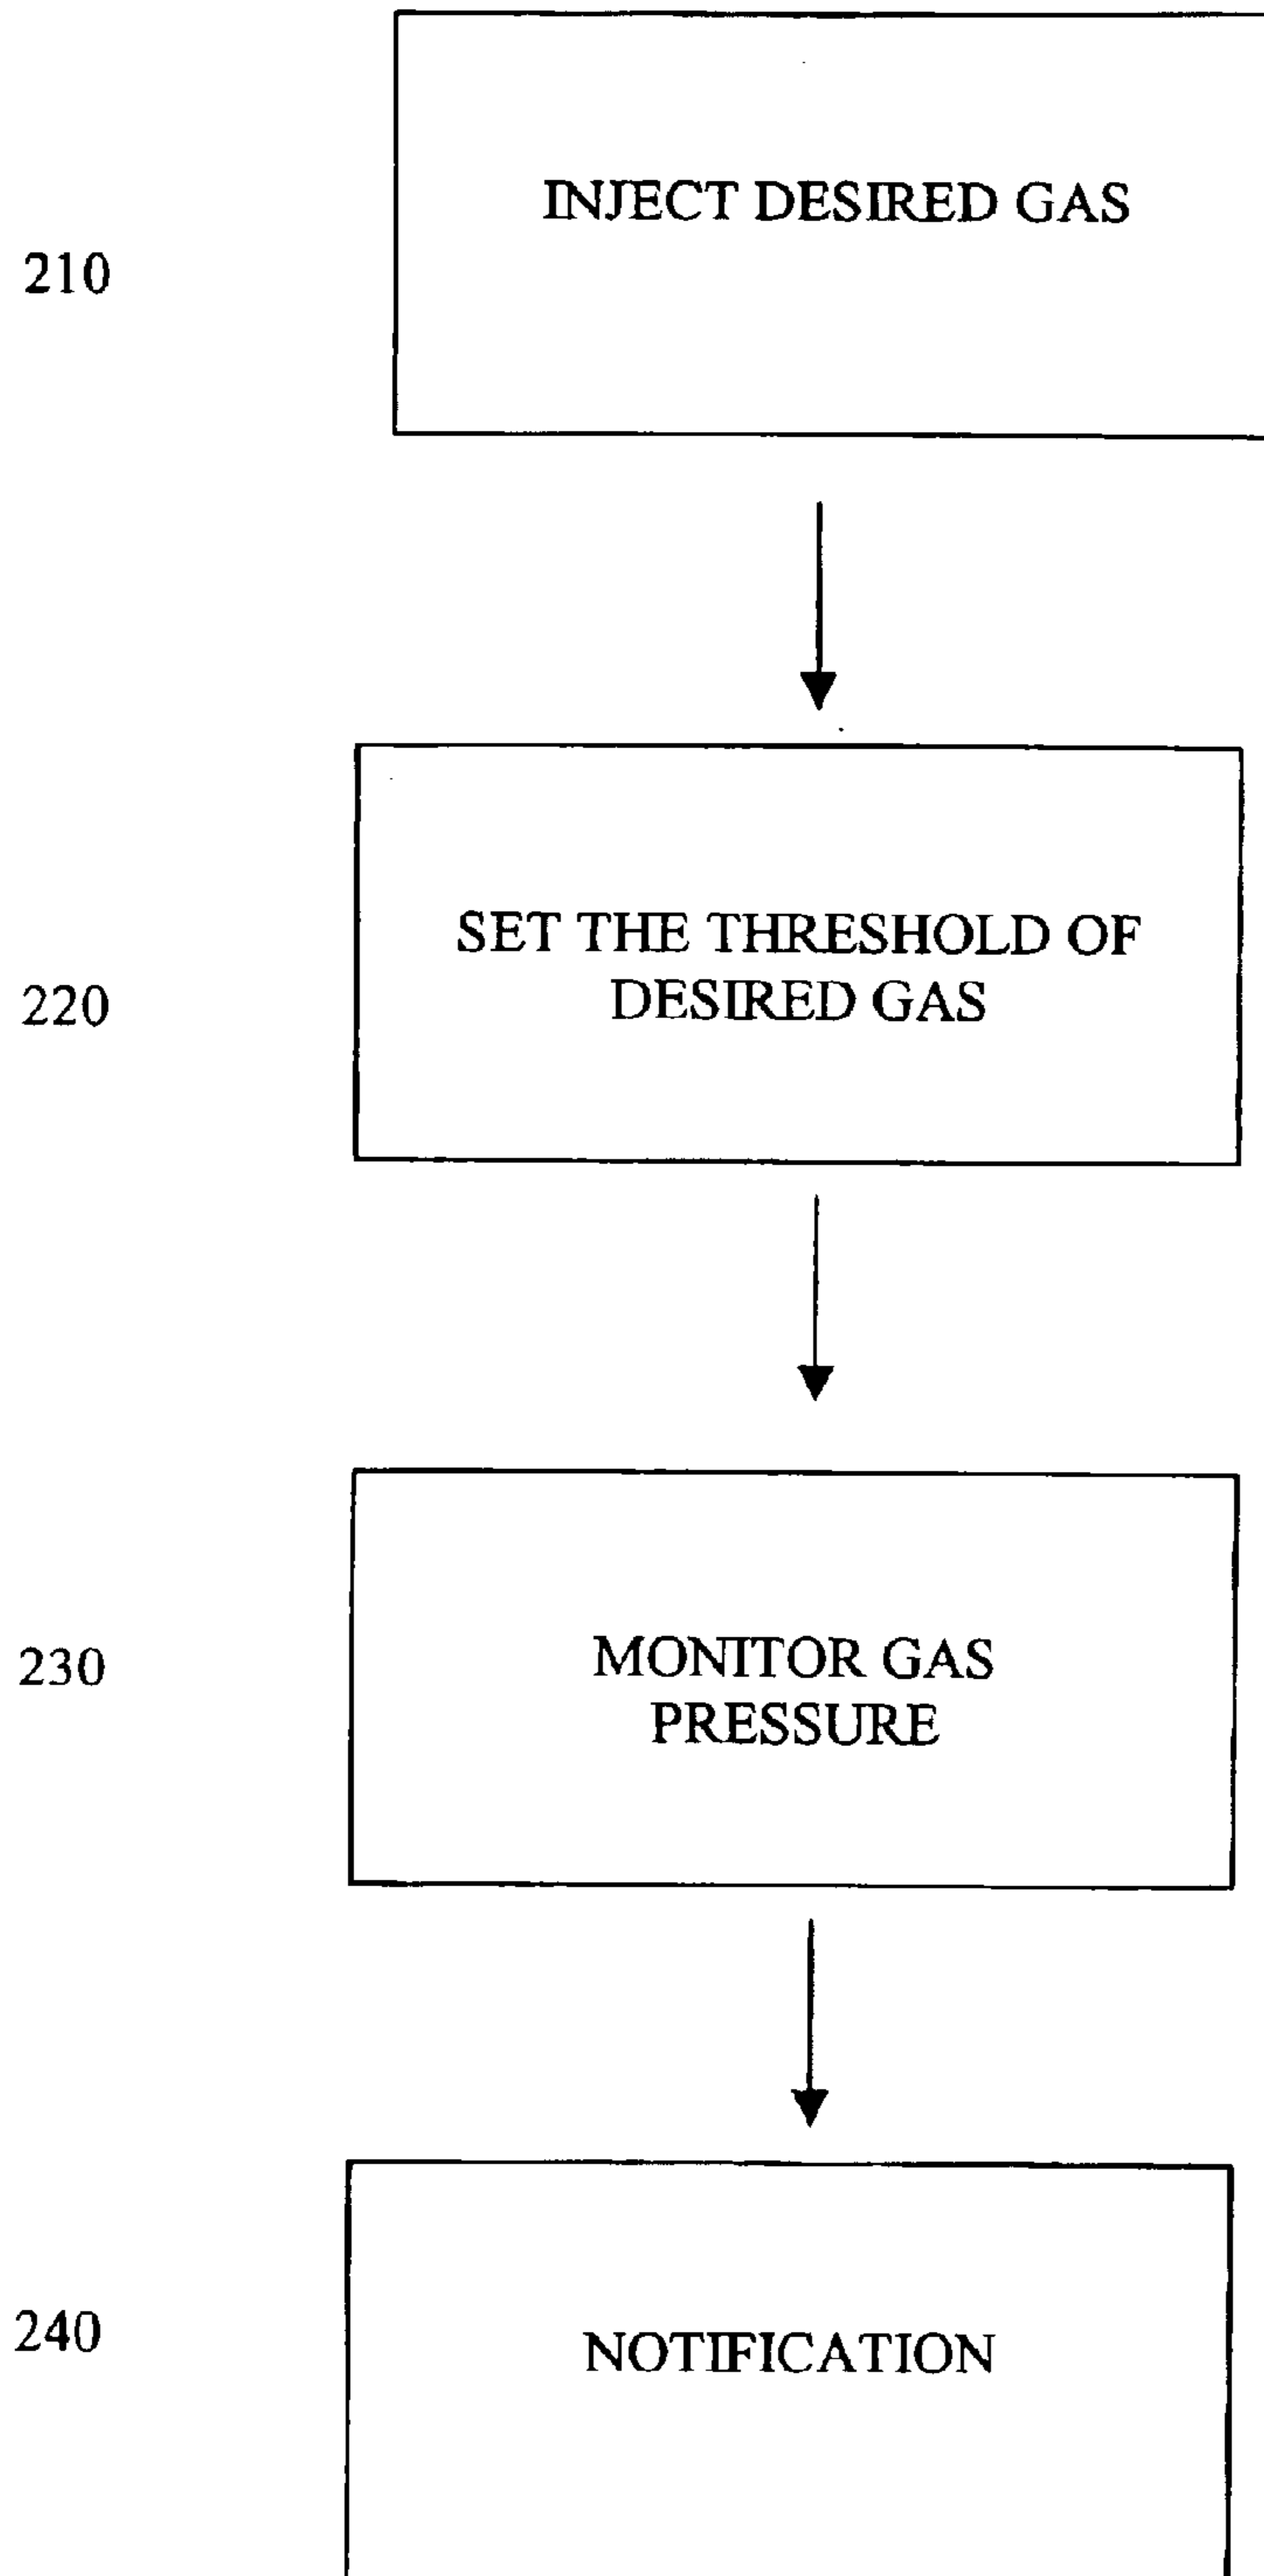 INJECT DESIRED GAS
210
SET THE THRESHOLD OF
DESIRED GAS
220
MONITOR GAS
PRESSURE
230
NOTIFICATION
240